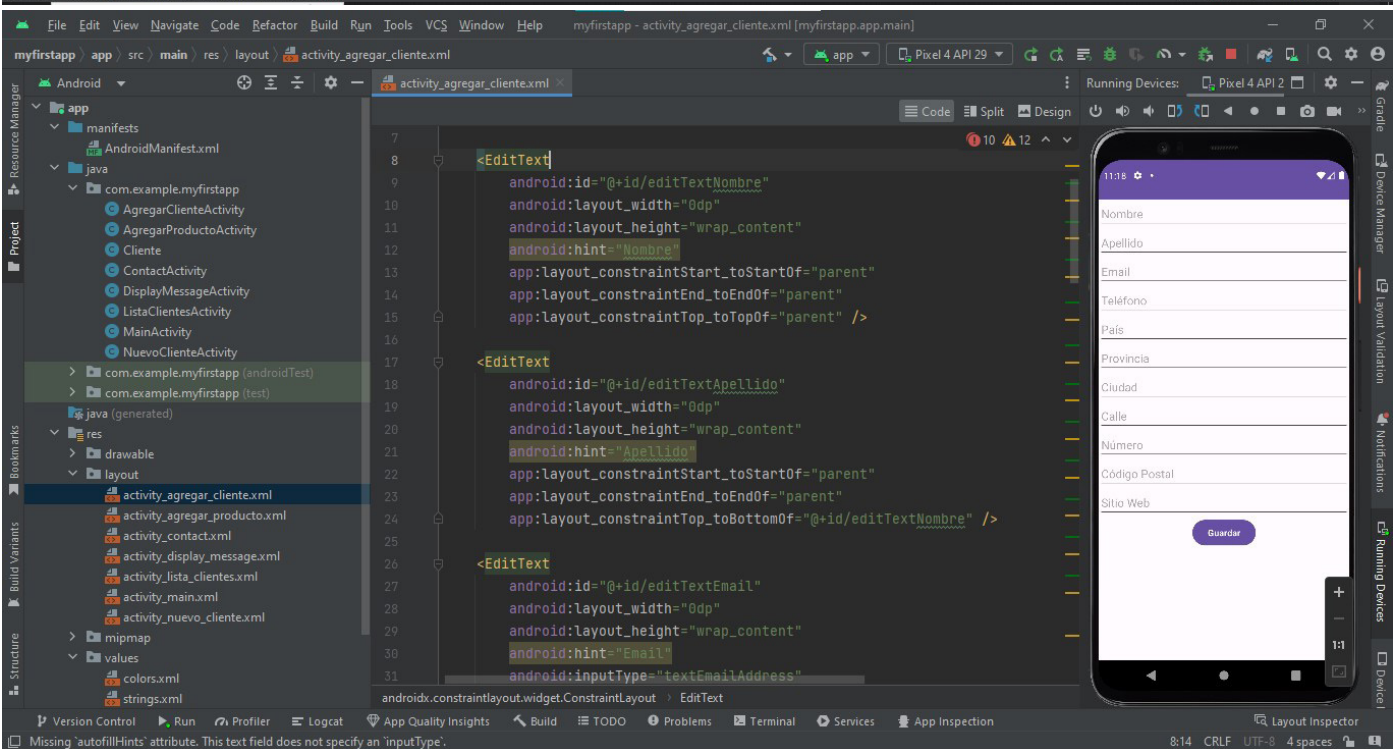 File Edit View Navigate Code Refactor Build Run Tools VCS Window Help myfirstapp - activity_agregar_cliente.xml [myfirstapp.app.main]
myfirstapp app src main res layout activity_agregar_cliente.xml
app Pixel 4 API 29
Android
activity_agregar_cliente.xml
Running Devices: Pixel 4 API 2
Code Split Design
Resource Manager
Project
Bookmarks
Build Variants
Structure
app
manifests
AndroidManifest.xml
java
com.example.myfirstapp
AgregarClienteActivity
AgregarProductoActivity
Cliente
ContactActivity
DisplayMessageActivity
ListaClientesActivity
MainActivity
NuevoClienteActivity
com.example.myfirstapp (androidTest)
com.example.myfirstapp (test)
java (generated)
res
drawable
layout
activity_agregar_cliente.xml
activity_agregar_producto.xml
activity_contact.xml
activity_display_message.xml
activity_lista_clientes.xml
activity_main.xml
activity_nuevo_cliente.xml
mipmap
values
colors.xml
strings.xml
10 12
7
8 <EditText
9 android:id="@+id/editTextNombre"
10 android:layout_width="0dp"
11 android:layout_height="wrap_content"
12 android:hint="Nombre"
13 app:layout_constraintStart_toStartOf="parent"
14 app:layout_constraintEnd_toEndOf="parent"
15 app:layout_constraintTop_toTopOf="parent" />
16
17 <EditText
18 android:id="@+id/editTextApellido"
19 android:layout_width="0dp"
20 android:layout_height="wrap_content"
21 android:hint="Apellido"
22 app:layout_constraintStart_toStartOf="parent"
23 app:layout_constraintEnd_toEndOf="parent"
24 app:layout_constraintTop_toBottomOf="@+id/editTextNombre" />
25
26 <EditText
27 android:id="@+id/editTextEmail"
28 android:layout_width="0dp"
29 android:layout_height="wrap_content"
30 android:hint="Email"
31 android:inputType="textEmailAddress"
androidx.constraintlayout.widget.ConstraintLayout EditText
11:18
Nombre
Apellido
Email
Teléfono
País
Provincia
Ciudad
Calle
Número
Código Postal
Sitio Web
Guardar
+
1:1
Gradle
Device Manager
Layout Validation
Notifications
Running Devices
Version Control Run Profiler Logcat App Quality Insights Build TODO Problems Terminal Services App Inspection Layout Inspector
Missing `autofillHints` attribute. This text field does not specify an `inputType`. 8:14 CRLF UTF-8 4 spaces